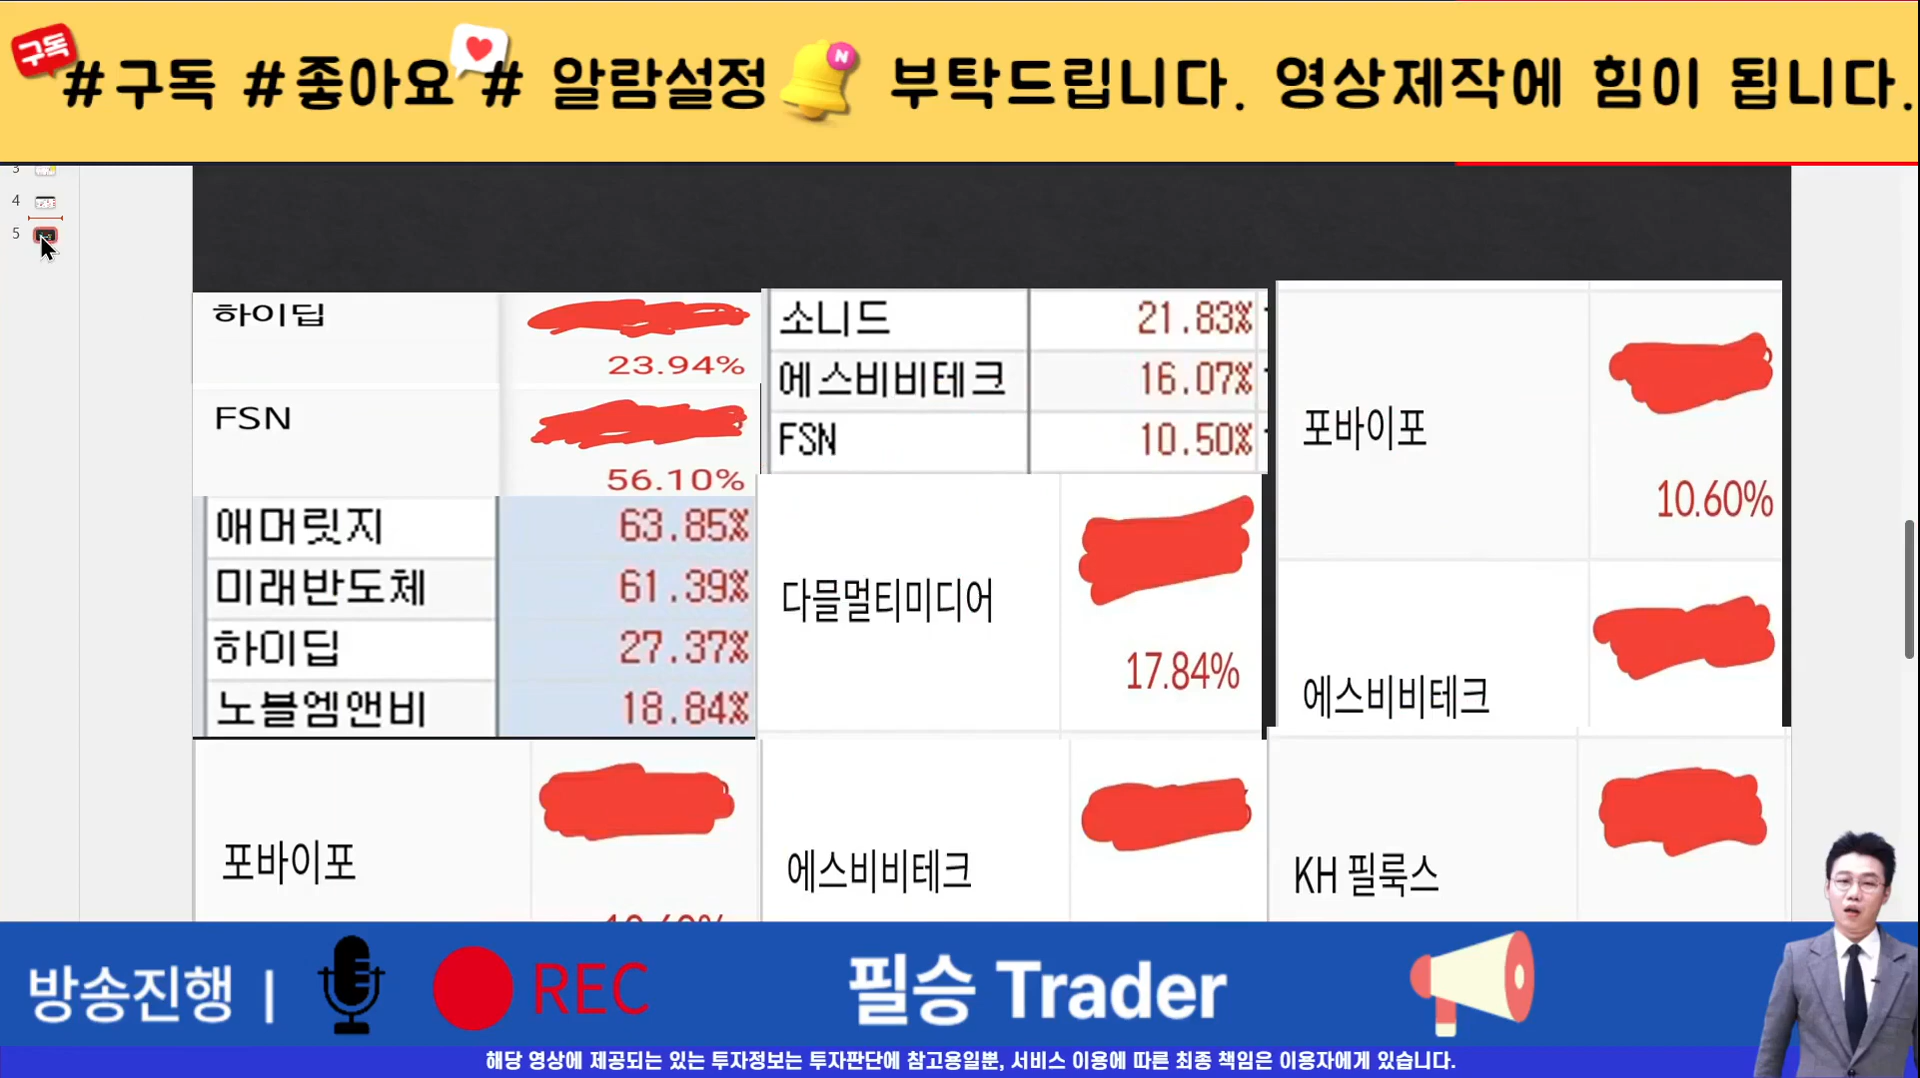 구독
#구독 #좋아요 # 알람설정 N 부탁드립니다. 영상제작에 힘이 됩니다.
3
4
5
하이딥
23.94%
FSN
56.10%
애머릿지 63.85%
미래반도체 61.39%
하이딥 27.37%
노블엠앤비 18.84%
소니드 21.83%
에스비비테크 16.07%
FSN 10.50%
다믈멀티미디어
17.84%
포바이포
10.60%
에스비비테크
포바이포
에스비비테크
KH 필룩스
방송진행 | REC 필승 Trader
해당 영상에 제공되는 있는 투자정보는 투자판단에 참고용일뿐, 서비스 이용에 따른 최종 책임은 이용자에게 있습니다.